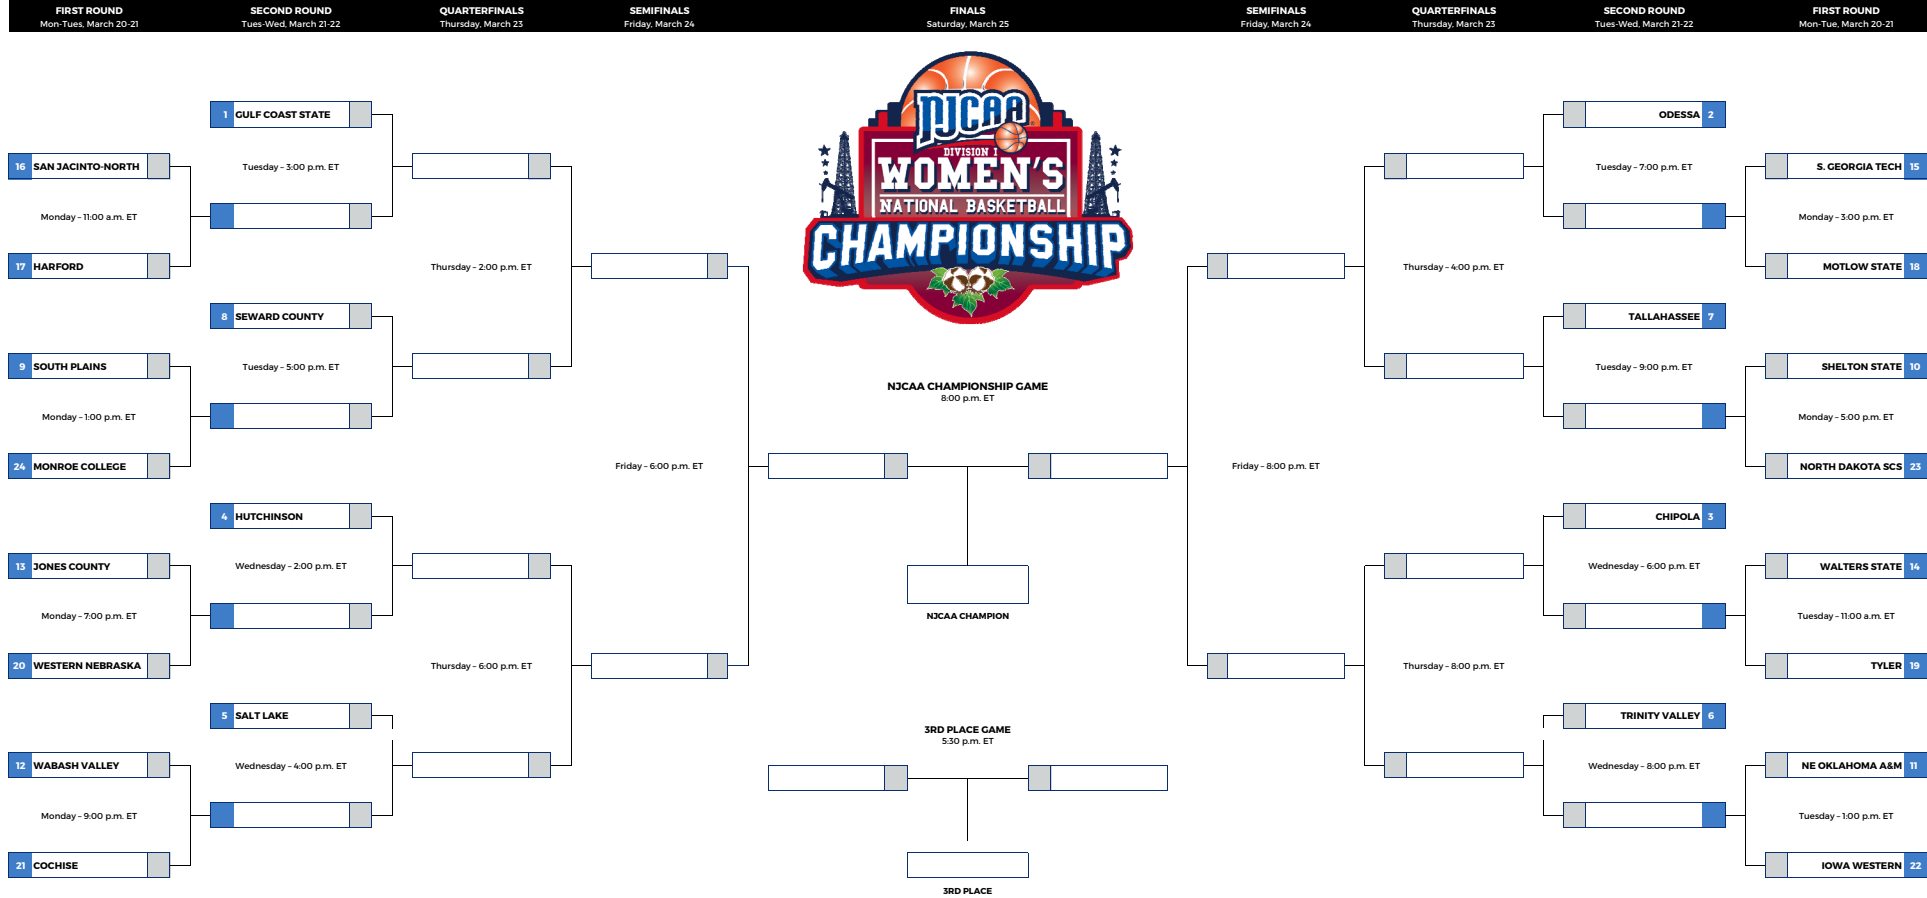 FIRST ROUND
Mon-Tues, March 20-21
SECOND ROUND
Tues-Wed, March 21-22
QUARTERFINALS
Thursday, March 23
SEMIFINALS
Friday, March 24
FINALS
Saturday, March 25
SEMIFINALS
Friday, March 24
QUARTERFINALS
Thursday, March 23
SECOND ROUND
Tues-Wed, March 21-22
FIRST ROUND
Mon-Tue, March 20-21
16 SAN JACINTO-NORTH
Monday – 11:00 a.m. ET
17 HARFORD
9 SOUTH PLAINS
Monday – 1:00 p.m. ET
24 MONROE COLLEGE
13 JONES COUNTY
Monday – 7:00 p.m. ET
20 WESTERN NEBRASKA
12 WABASH VALLEY
Monday – 9:00 p.m. ET
21 COCHISE
1 GULF COAST STATE
Tuesday – 3:00 p.m. ET
8 SEWARD COUNTY
Tuesday – 5:00 p.m. ET
4 HUTCHINSON
Wednesday – 2:00 p.m. ET
5 SALT LAKE
Wednesday – 4:00 p.m. ET
Thursday – 2:00 p.m. ET
Thursday – 6:00 p.m. ET
Friday – 6:00 p.m. ET
NJCAA
DIVISION I
WOMEN'S
NATIONAL BASKETBALL
CHAMPIONSHIP
NJCAA CHAMPIONSHIP GAME
8:00 p.m. ET
NJCAA CHAMPION
3RD PLACE GAME
5:30 p.m. ET
3RD PLACE
Friday – 8:00 p.m. ET
Thursday – 4:00 p.m. ET
Thursday – 8:00 p.m. ET
ODESSA 2
Tuesday – 7:00 p.m. ET
TALLAHASSEE 7
Tuesday – 9:00 p.m. ET
CHIPOLA 3
Wednesday – 6:00 p.m. ET
TRINITY VALLEY 6
Wednesday – 8:00 p.m. ET
S. GEORGIA TECH 15
Monday – 3:00 p.m. ET
MOTLOW STATE 18
SHELTON STATE 10
Monday – 5:00 p.m. ET
NORTH DAKOTA SCS 23
WALTERS STATE 14
Tuesday – 11:00 a.m. ET
TYLER 19
NE OKLAHOMA A&M 11
Tuesday – 1:00 p.m. ET
IOWA WESTERN 22